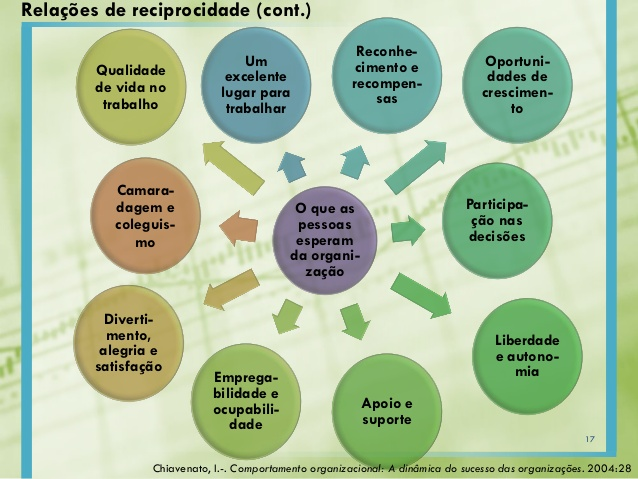 Relações de reciprocidade (cont.)
Qualidade
de vida no
trabalho
Um
excelente
lugar para
trabalhar
Reconhe-
cimento e
recompen-
sas
Oportuni-
dades de
crescimen-
to
Camara-
dagem e
coleguis-
mo
O que as
pessoas
esperam
da organi-
zação
Participa-
ção nas
decisões
Diverti-
mento,
alegria e
satisfação
Emprega-
bilidade e
ocupabili-
dade
Apoio e
suporte
Liberdade
e autono-
mia
17
Chiavenato, I.-. Comportamento organizacional: A dinâmica do sucesso das organizações. 2004:28